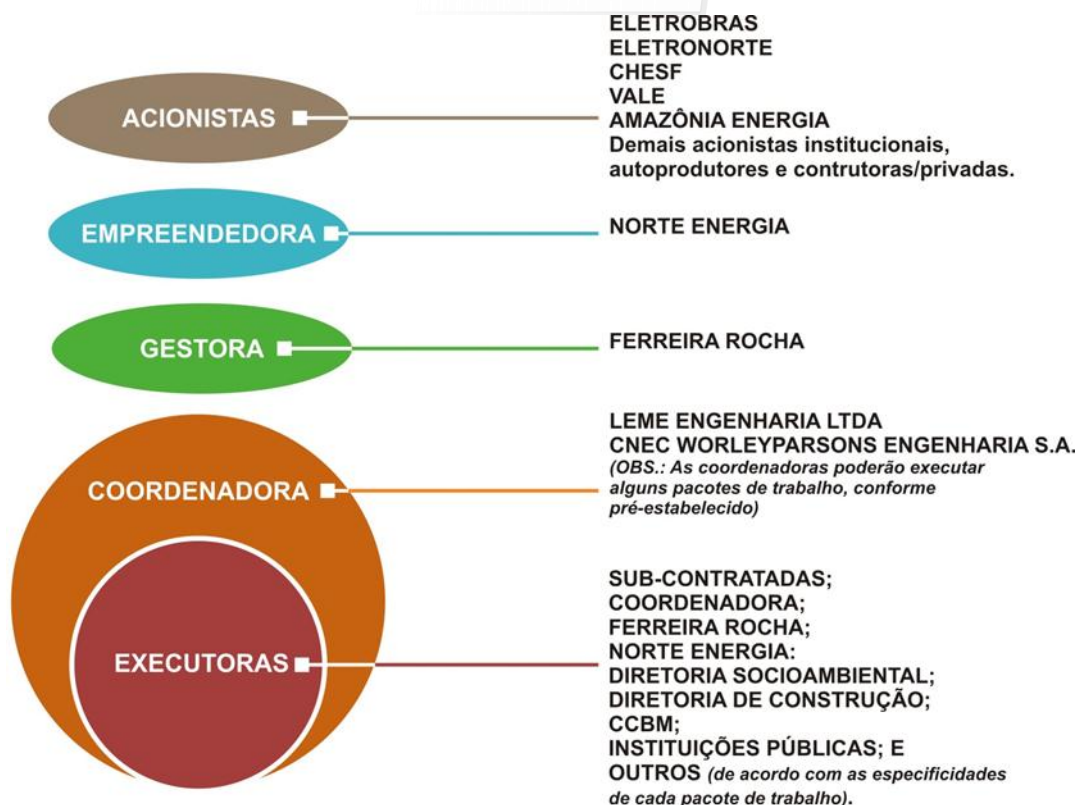 ACIONISTAS
ELETROBRAS
ELETRONORTE
CHESF
VALE
AMAZÔNIA ENERGIA
Demais acionistas institucionais,
autoprodutores e contrutoras/privadas.
EMPREENDEDORA
NORTE ENERGIA
GESTORA
FERREIRA ROCHA
COORDENADORA
LEME ENGENHARIA LTDA
CNEC WORLEYPARSONS ENGENHARIA S.A.
(OBS.: As coordenadoras poderão executar
alguns pacotes de trabalho, conforme
pré-estabelecido)
EXECUTORAS
SUB-CONTRATADAS;
COORDENADORA;
FERREIRA ROCHA;
NORTE ENERGIA:
DIRETORIA SOCIOAMBIENTAL;
DIRETORIA DE CONSTRUÇÃO;
CCBM;
INSTITUIÇÕES PÚBLICAS; E
OUTROS (de acordo com as especificidades
de cada pacote de trabalho).